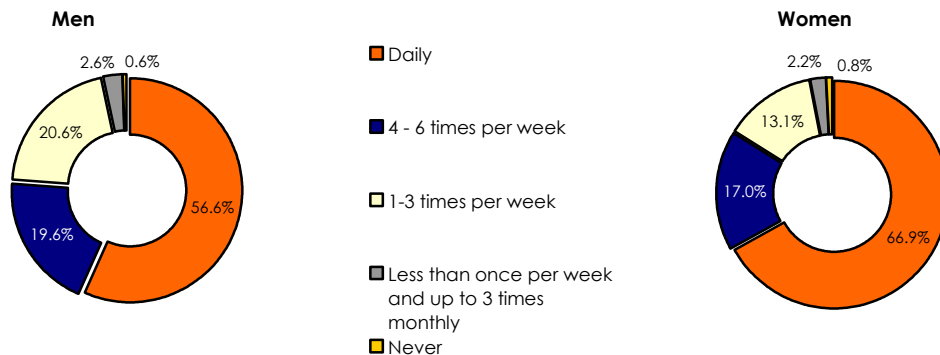 Men
Women
2.6%
0.6%
20.6%
56.6%
19.6%
Daily
4 - 6 times per week
1-3 times per week
Less than once per week
and up to 3 times
monthly
Never
2.2%
0.8%
13.1%
17.0%
66.9%